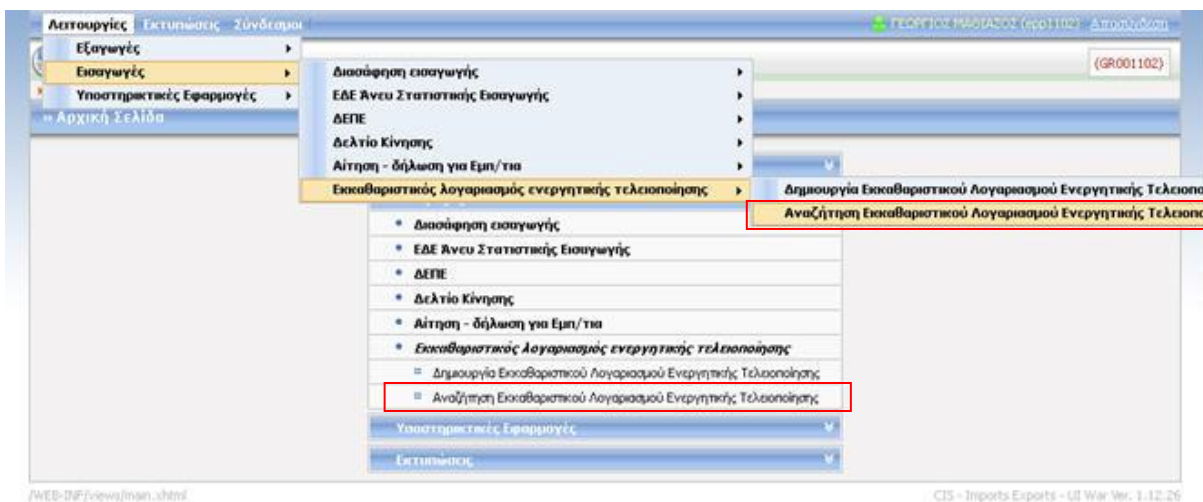 Λειτουργίες Εκτυπώσεις Σύνδεσμοι
ΓΕΩΡΓΙΟΣ (epp1102) Αποσύνδεση
Εξαγωγές
Εισαγωγές
Υποστηρικτικές Εφαρμογές
(GR001102)
Διασάφηση εισαγωγής
ΕΔΕ Άνευ Στατιστικής Εισαγωγής
ΔΕΠΕ
Δελτίο Κίνησης
Αίτηση - δήλωση για Εμπ/τια
Εκκαθαριστικός λογαριασμός ενεργητικής τελειοποίησης
» Αρχική Σελίδα
Δημιουργία Εκκαθαριστικού Λογαριασμού Ενεργητικής Τελειοπο
Αναζήτηση Εκκαθαριστικού Λογαριασμού Ενεργητικής Τελειοπο
Διασάφηση εισαγωγής
ΕΔΕ Άνευ Στατιστικής Εισαγωγής
ΔΕΠΕ
Δελτίο Κίνησης
Αίτηση - δήλωση για Εμπ/τια
Εκκαθαριστικός λογαριασμός ενεργητικής τελειοποίησης
Δημιουργία Εκκαθαριστικού Λογαριασμού Ενεργητικής Τελειοποίησης
Αναζήτηση Εκκαθαριστικού Λογαριασμού Ενεργητικής Τελειοποίησης
Υποστηρικτικές Εφαρμογές
Εκτυπώσεις
/WEB-INF/views/main.xhtml
CIS - Imports Exports - UI War Ver. 1.12.26